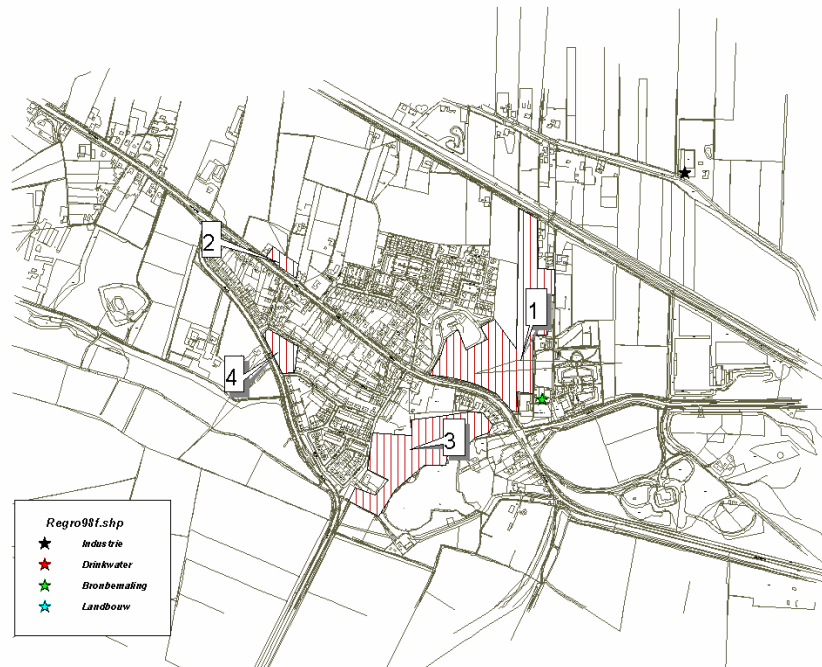 2
1
4
3
Regro98f.shp
Industrie
Drinkwater
Bronbemaling
Landbouw